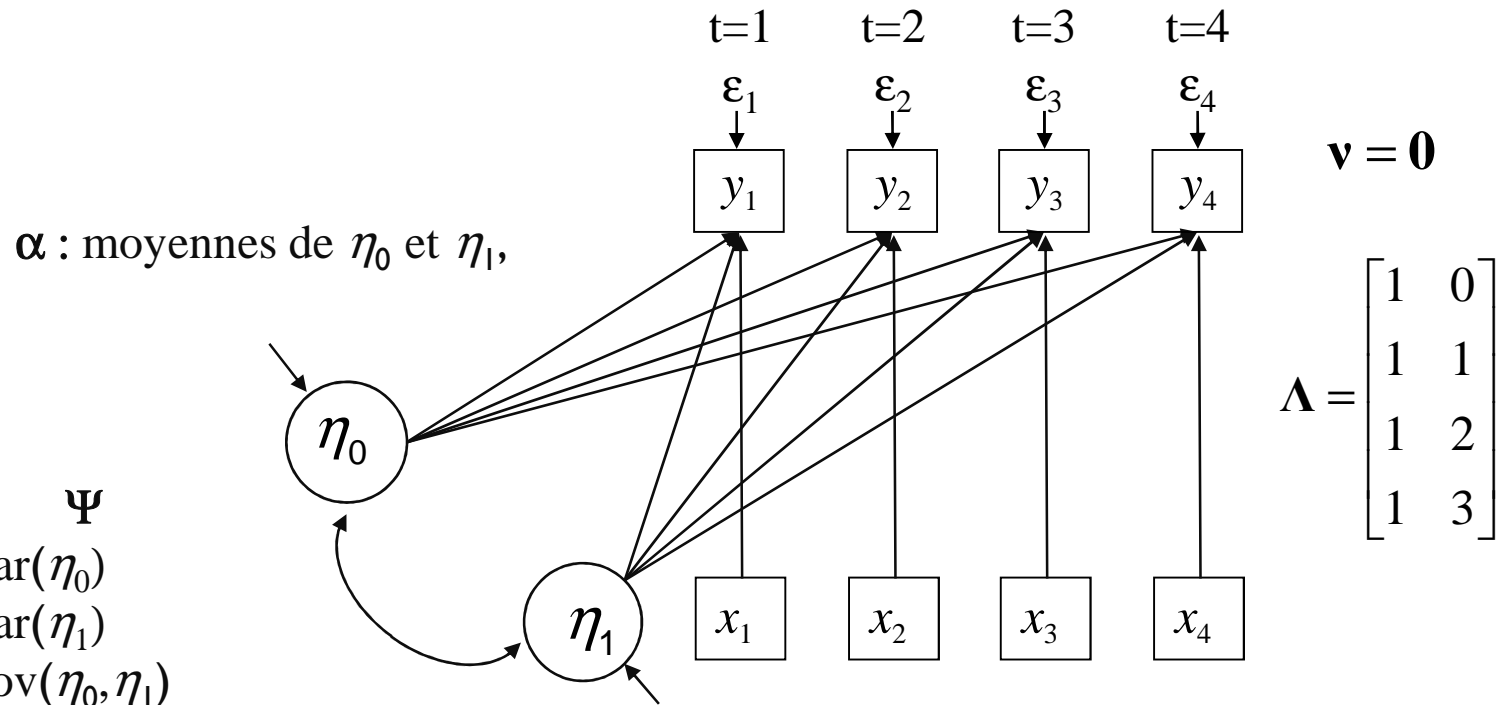 t=1 t=2 t=3 t=4
ε₁ ε₂ ε₃ ε₄
y₁ y₂ y₃ y₄
ν = 0
α : moyennes de η₀ et η₁,
Λ = [1 0
1 1
1 2
1 3]
η₀
Ψ
ar(η₀)
ar(η₁)
ov(η₀, η₁)
η₁
x₁ x₂ x₃ x₄